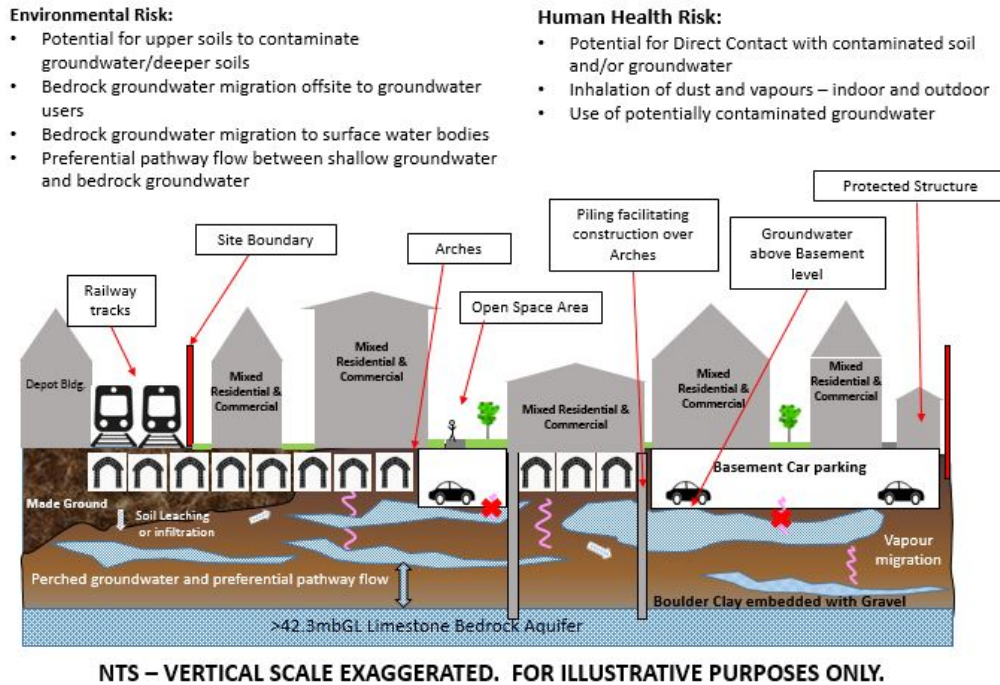 Environmental Risk:
• Potential for upper soils to contaminate
groundwater/deeper soils
• Bedrock groundwater migration offsite to groundwater
users
• Bedrock groundwater migration to surface water bodies
• Preferential pathway flow between shallow groundwater
and bedrock groundwater
Human Health Risk:
• Potential for Direct Contact with contaminated soil
and/or groundwater
• Inhalation of dust and vapours – indoor and outdoor
• Use of potentially contaminated groundwater
Protected Structure
Piling facilitating
construction over
Arches
Groundwater
above Basement
level
Site Boundary
Arches
Railway
tracks
Open Space Area
Depot Bldg.
Mixed
Residential &
Commercial
Mixed
Residential &
Commercial
Mixed Residential &
Commercial
Mixed
Residential &
Commercial
Mixed
Residential &
Commercial
Basement Car parking
Made Ground
Soil Leaching
or infiltration
Vapour
migration
Perched groundwater and preferential pathway flow
Boulder Clay embedded with Gravel
>42.3mbGL Limestone Bedrock Aquifer
NTS – VERTICAL SCALE EXAGGERATED. FOR ILLUSTRATIVE PURPOSES ONLY.